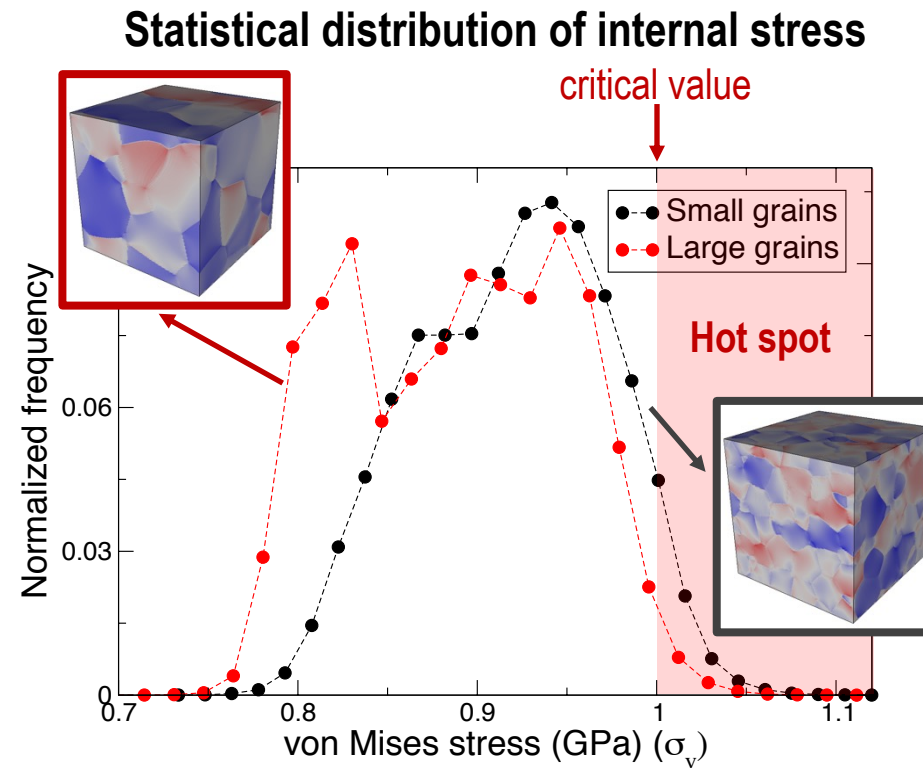 Statistical distribution of internal stress
critical value
Small grains
Large grains
Hot spot
Normalized frequency
0.06
0.03
0
0.7
0.8
0.9
1
1.1
von Mises stress (GPa) (σv)